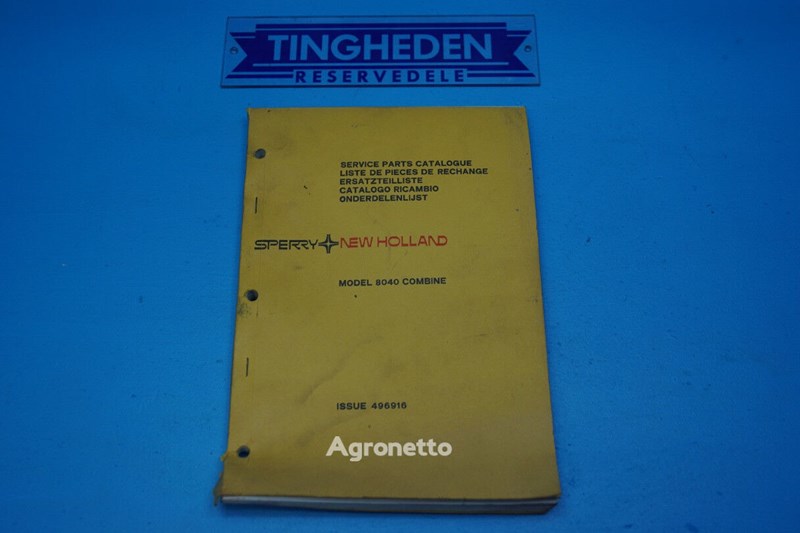 TINGHEDEN
RESERVEDELE
SERVICE PARTS CATALOGUE
LISTE DE PIECES DE RECHANGE
ERSATZTEILLISTE
CATALOGO RICAMBIO
ONDERDELENLIJST
SPERRY NEW HOLLAND
MODEL 8040 COMBINE
ISSUE 496916
Agronetto